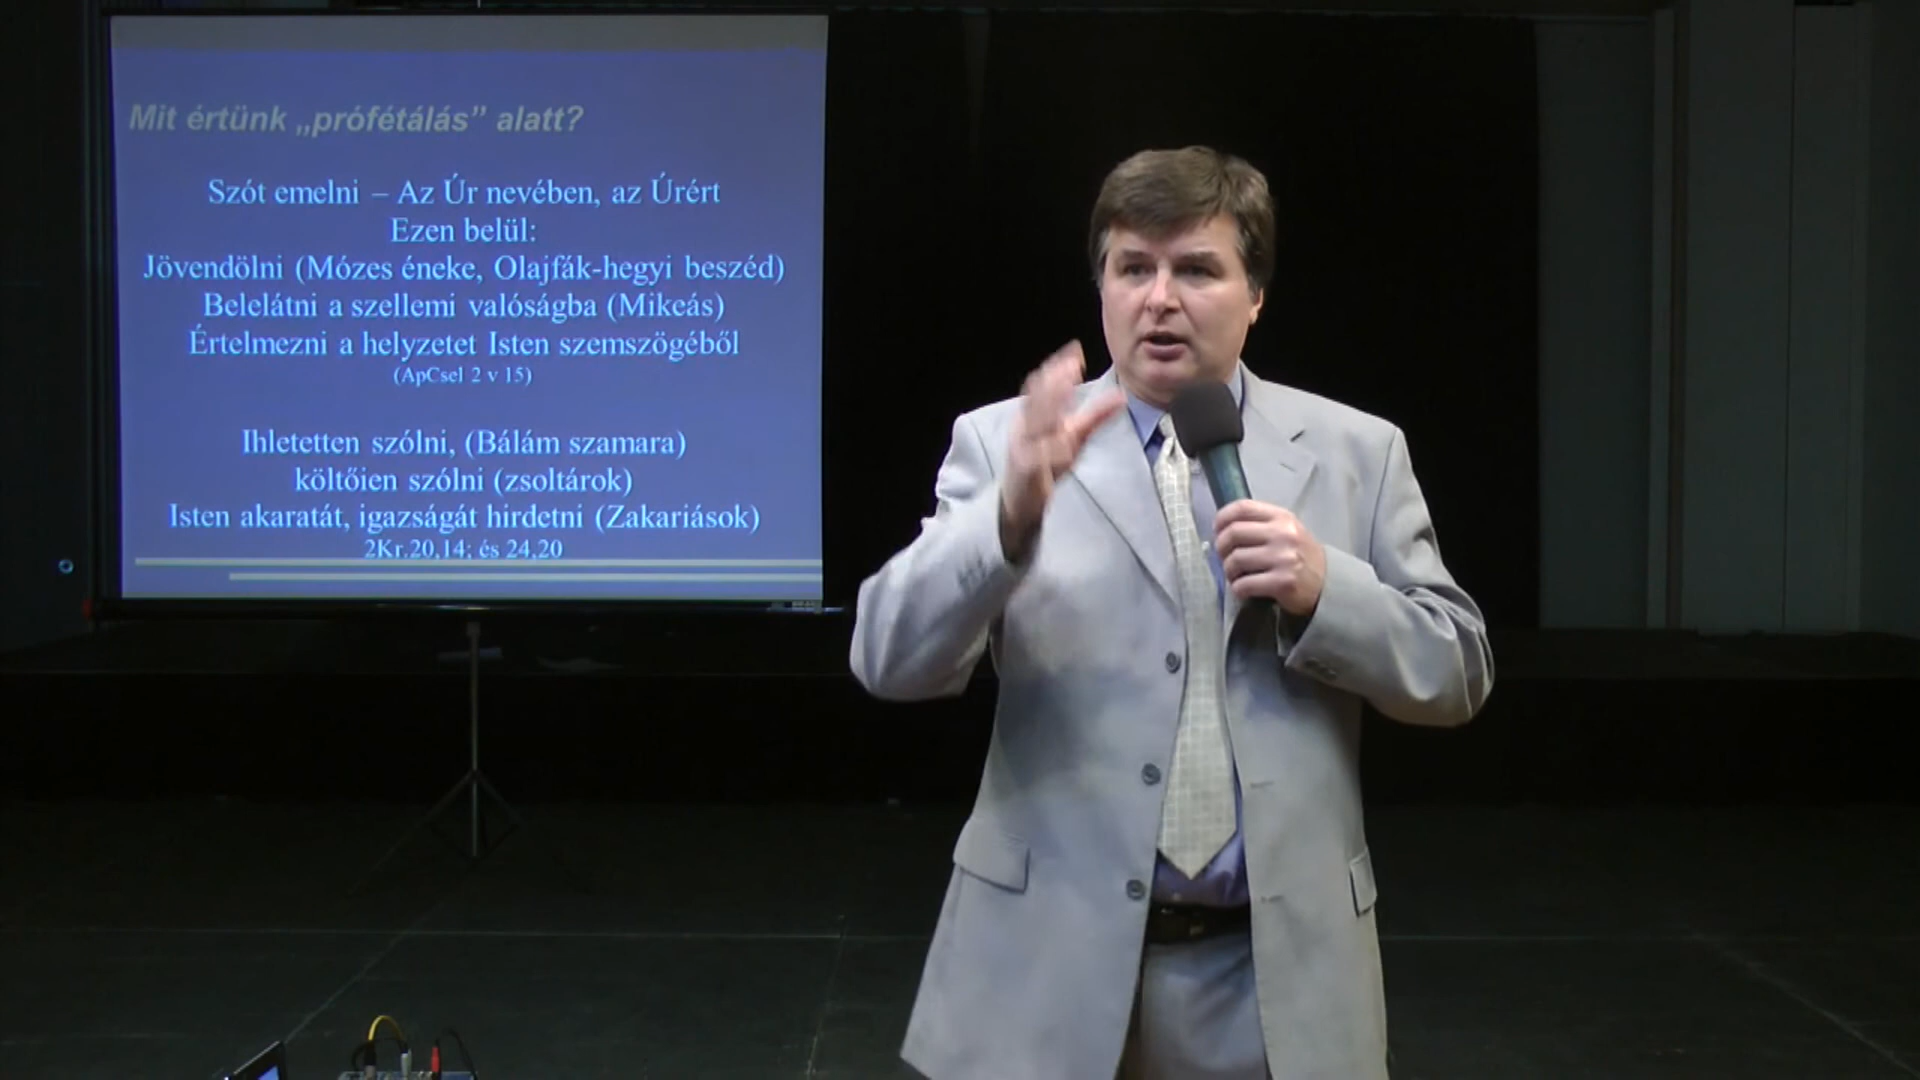 Mit értünk „prófétálás” alatt?
Szót emelni – Az Úr nevében, az Úrért
Ezen belül:
Jövendölni (Mózes éneke, Olajfák-hegyi beszéd)
Belelátni a szellemi valóságba (Mikeás)
Értelmezni a helyzetet Isten szemszögéből
(ApCsel 2 v 15)
Ihletetten szólni, (Bálám szamara)
költőien szólni (zsoltárok)
Isten akaratát, igazságát hirdetni (Zakariások)
2Kr.20,14; és 24,20